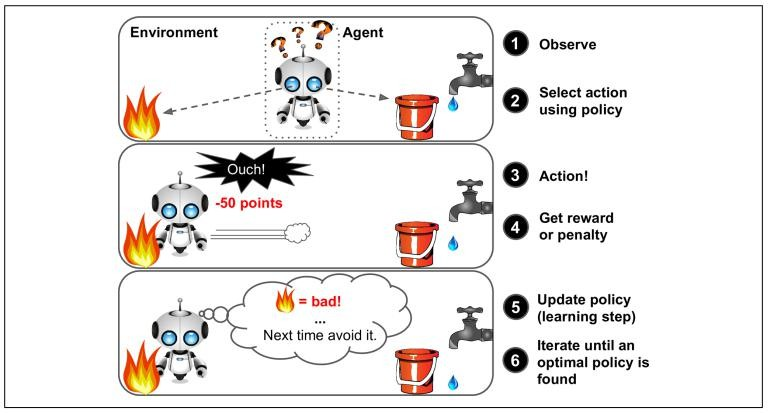 Environment
Agent
???
1 Observe
2 Select action
using policy
Ouch!
-50 points
3 Action!
4 Get reward
or penalty
= bad!
...
Next time avoid it.
5 Update policy
(learning step)
6 Iterate until an
optimal policy is
found